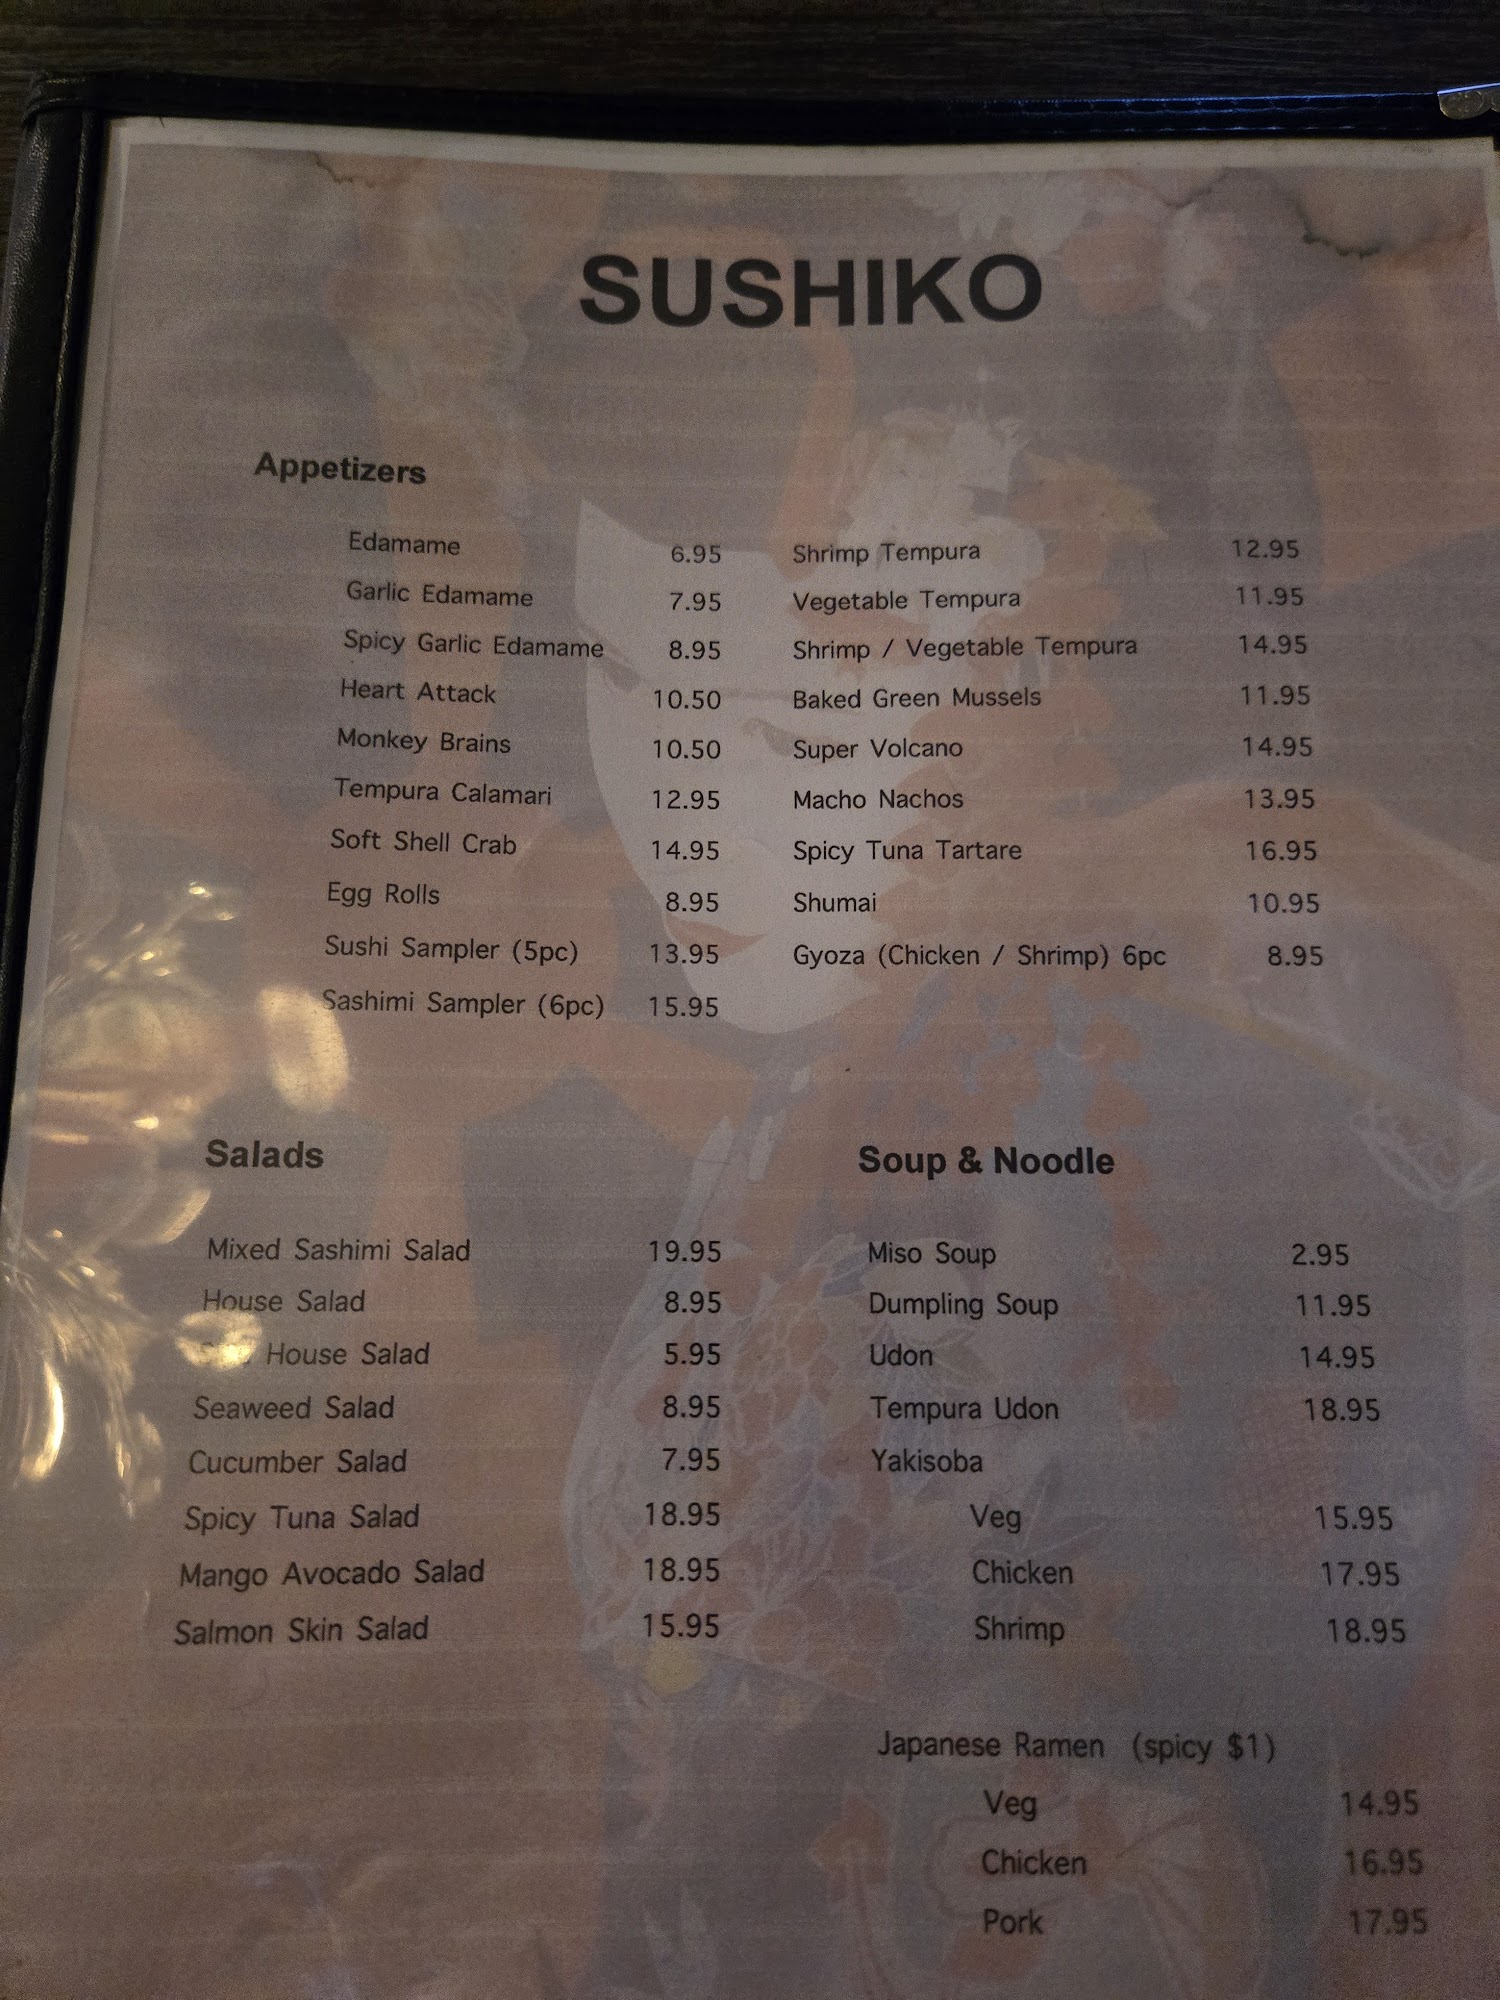 SUSHIKO
Appetizers
Edamame 6.95
Garlic Edamame 7.95
Spicy Garlic Edamame 8.95
Heart Attack 10.50
Monkey Brains 10.50
Tempura Calamari 12.95
Soft Shell Crab 14.95
Egg Rolls 8.95
Sushi Sampler (5pc) 13.95
Sashimi Sampler (6pc) 15.95
Shrimp Tempura 12.95
Vegetable Tempura 11.95
Shrimp / Vegetable Tempura 14.95
Baked Green Mussels 11.95
Super Volcano 14.95
Macho Nachos 13.95
Spicy Tuna Tartare 16.95
Shumai 10.95
Gyoza (Chicken / Shrimp) 6pc 8.95
Salads
Mixed Sashimi Salad 19.95
House Salad 8.95
House Salad 5.95
Seaweed Salad 8.95
Cucumber Salad 7.95
Spicy Tuna Salad 18.95
Mango Avocado Salad 18.95
Salmon Skin Salad 15.95
Soup & Noodle
Miso Soup 2.95
Dumpling Soup 11.95
Udon 14.95
Tempura Udon 18.95
Yakisoba
Veg 15.95
Chicken 17.95
Shrimp 18.95
Japanese Ramen (spicy $1)
Veg 14.95
Chicken 16.95
Pork 17.95